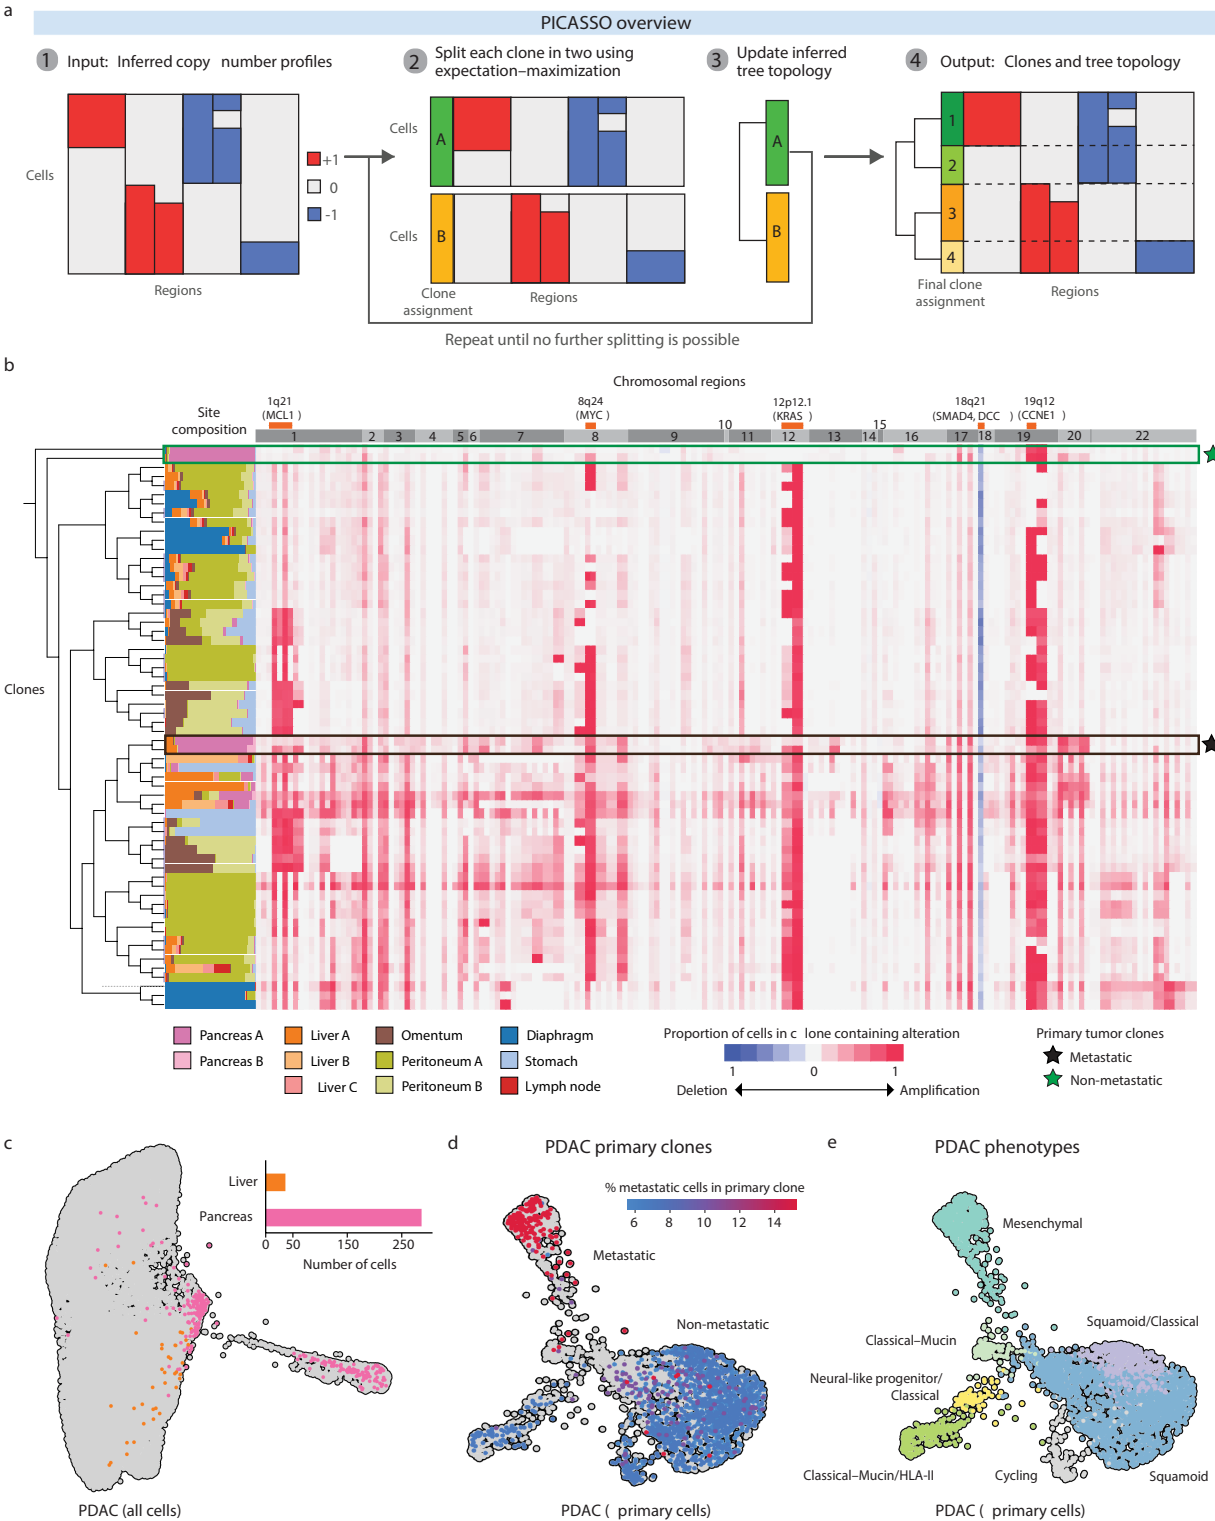 a
PICASSO overview
1 Input: Inferred copy number profiles
2 Split each clone in two using
expectation–maximization
3 Update inferred
tree topology
4 Output: Clones and tree topology
Cells
Regions
+1
0
-1
Cells
A
Cells
B
Clone
assignment
Regions
A
B
1
2
3
4
Final clone
assignment
Regions
Repeat until no further splitting is possible
b
Chromosomal regions
Site
composition
1q21
(MCL1)
8q24
(MYC)
12p12.1
(KRAS)
18q21
(SMAD4, DCC )
19q12
(CCNE1 )
1 2 3 4 5 6 7 8 9 10 11 12 13 14 15 16 17 18 19 20 22
Clones
Pancreas A
Pancreas B
Liver A
Liver B
Liver C
Omentum
Peritoneum A
Peritoneum B
Diaphragm
Stomach
Lymph node
Proportion of cells in c lone containing alteration
1 0 1
Deletion Amplification
Primary tumor clones
Metastatic
Non-metastatic
c
Liver
Pancreas
0 50 150 250
Number of cells
PDAC (all cells)
d
PDAC primary clones
% metastatic cells in primary clone
6 8 10 12 14
Metastatic
Non-metastatic
PDAC ( primary cells)
e
PDAC phenotypes
Mesenchymal
Squamoid/Classical
Classical–Mucin
Neural-like progenitor/
Classical
Classical–Mucin/HLA-II
Cycling
Squamoid
PDAC ( primary cells)